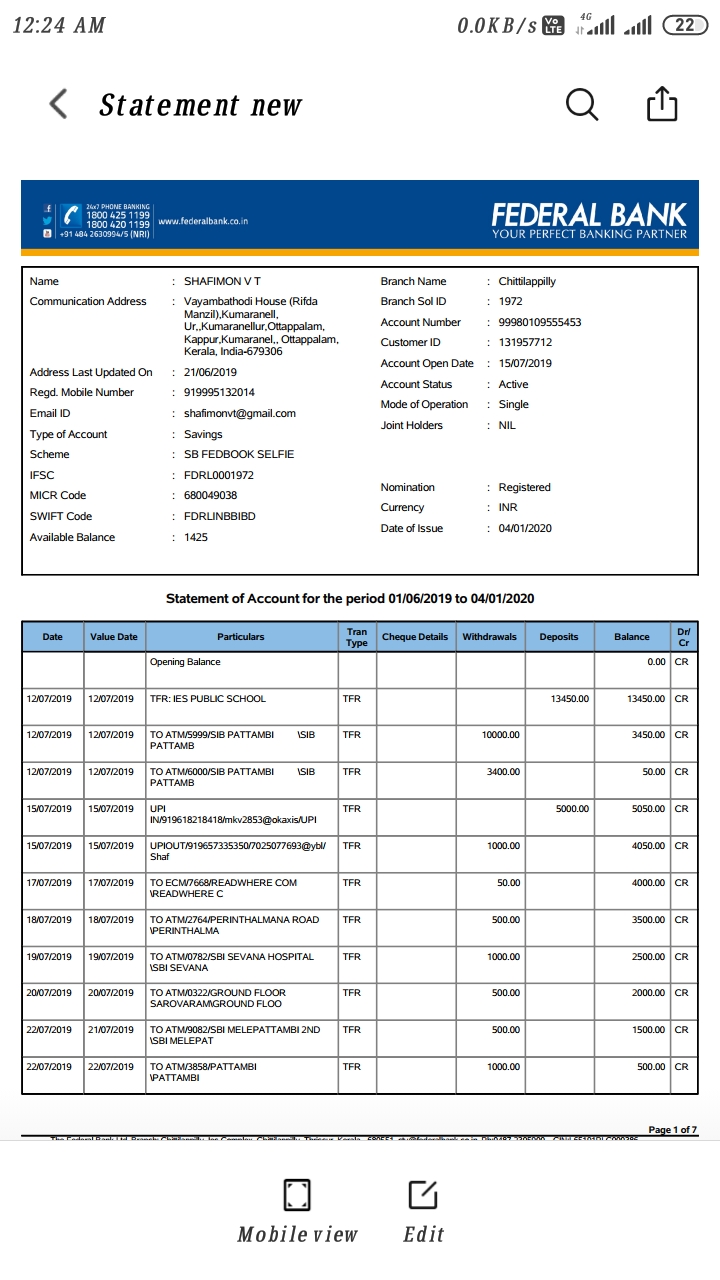 12:24 AM 0.0KB/s Vo LTE 4G 22
Statement new
24x7 PHONE BANKING
1800 425 1199
1800 420 1199
+91 484 2630994/5 (NRI)
www.federalbank.co.in
FEDERAL BANK
YOUR PERFECT BANKING PARTNER
Name : SHAFIMON V T
Communication Address : Vayambathodi House (Rifda
Manzil),Kumaranell,
Ur,,Kumaranellur,Ottappalam,
Kappur,Kumaranel,, Ottappalam,
Kerala, India-679306
Address Last Updated On : 21/06/2019
Regd. Mobile Number : 919995132014
Email ID : shafimonvt@gmail.com
Type of Account : Savings
Scheme : SB FEDBOOK SELFIE
IFSC : FDRL0001972
MICR Code : 680049038
SWIFT Code : FDRLINBBIBD
Available Balance : 1425
Branch Name : Chittilappilly
Branch Sol ID : 1972
Account Number : 99980109555453
Customer ID : 131957712
Account Open Date : 15/07/2019
Account Status : Active
Mode of Operation : Single
Joint Holders : NIL
Nomination : Registered
Currency : INR
Date of Issue : 04/01/2020
Statement of Account for the period 01/06/2019 to 04/01/2020
Date Value Date Particulars Tran Type Cheque Details Withdrawals Deposits Balance Dr/ Cr
Opening Balance 0.00 CR
12/07/2019 12/07/2019 TFR: IES PUBLIC SCHOOL TFR 13450.00 13450.00 CR
12/07/2019 12/07/2019 TO ATM/5999/SIB PATTAMBI \SIB TFR 10000.00 3450.00 CR
PATTAMB
12/07/2019 12/07/2019 TO ATM/6000/SIB PATTAMBI \SIB TFR 3400.00 50.00 CR
PATTAMB
15/07/2019 15/07/2019 UPI TFR 5000.00 5050.00 CR
IN/919618218418/mkv2853@okaxis/UPI
15/07/2019 15/07/2019 UPIOUT/919657335350/7025077693@ybl/ TFR 1000.00 4050.00 CR
Shaf
17/07/2019 17/07/2019 TO ECM/7668/READWHERE COM TFR 50.00 4000.00 CR
\READWHERE C
18/07/2019 18/07/2019 TO ATM/2764/PERINTHALMANA ROAD TFR 500.00 3500.00 CR
\PERINTHALMA
19/07/2019 19/07/2019 TO ATM/0782/SBI SEVANA HOSPITAL TFR 1000.00 2500.00 CR
\SBI SEVANA
20/07/2019 20/07/2019 TO ATM/0322/GROUND FLOOR TFR 500.00 2000.00 CR
SAROVARAM\GROUND FLOO
22/07/2019 21/07/2019 TO ATM/9082/SBI MELEPATTAMBI 2ND TFR 500.00 1500.00 CR
\SBI MELEPAT
22/07/2019 22/07/2019 TO ATM/3858/PATTAMBI TFR 1000.00 500.00 CR
\PATTAMBI
Page 1 of 7
Mobile view Edit